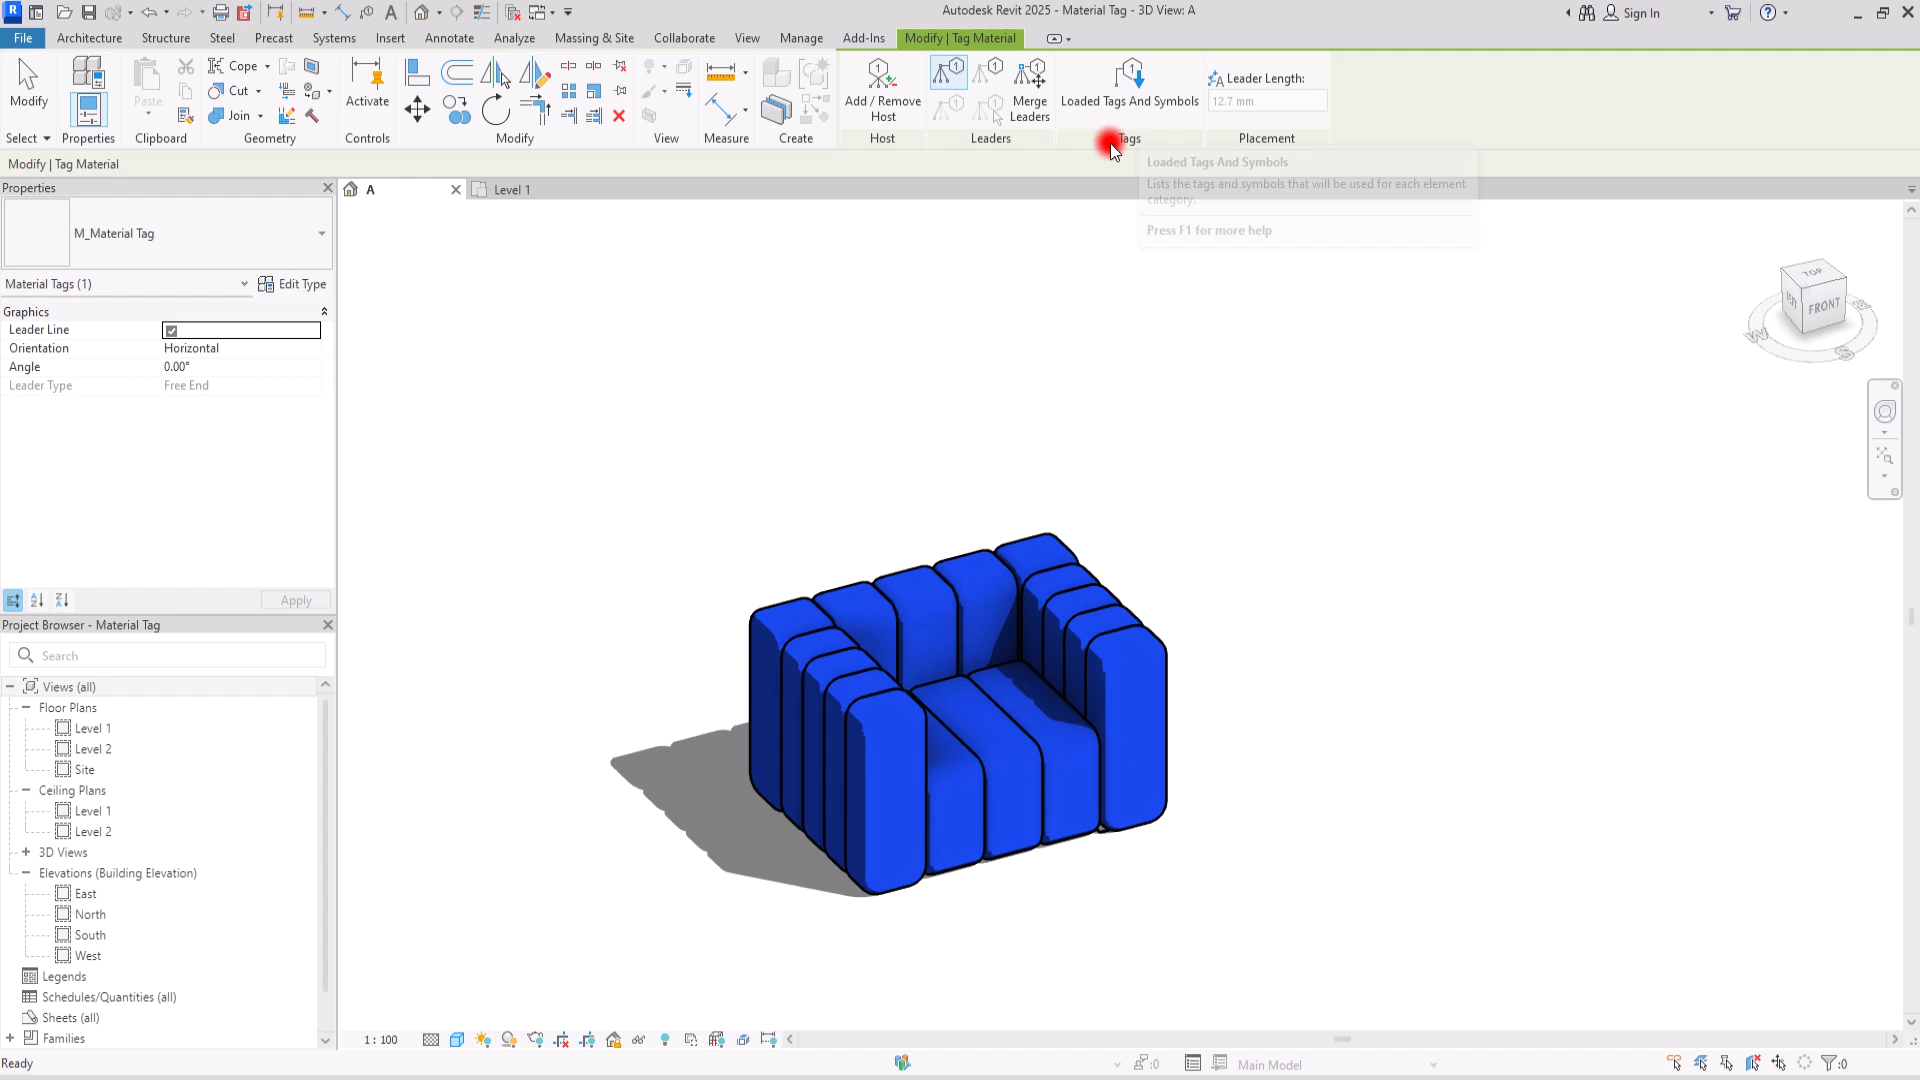 Autodesk Revit 2025 - Material Tag - 3D View: A
Sign In
File Architecture Structure Steel Precast Systems Insert Annotate Analyze Massing & Site Collaborate View Manage Add-Ins Modify | Tag Material
Modify Paste Cope Cut Join Activate Add / Remove Host Merge Leaders Loaded Tags And Symbols Leader Length:
12.7 mm
Select Properties Clipboard Geometry Controls Modify View Measure Create Host Leaders Tags Placement
Modify | Tag Material
Loaded Tags And Symbols
Lists the tags and symbols that will be used for each element
category.
Press F1 for more help
Properties
A
Level 1
M_Material Tag
Material Tags (1)
Edit Type
Graphics
Leader Line
Orientation Horizontal
Angle 0.00°
Leader Type Free End
TOP
LEFT
FRONT
W
S
Apply
Project Browser - Material Tag
Search
Views (all)
Floor Plans
Level 1
Level 2
Site
Ceiling Plans
Level 1
Level 2
3D Views
Elevations (Building Elevation)
East
North
South
West
Legends
Schedules/Quantities (all)
Sheets (all)
Families
1 : 100
Ready
:0
Main Model
:0